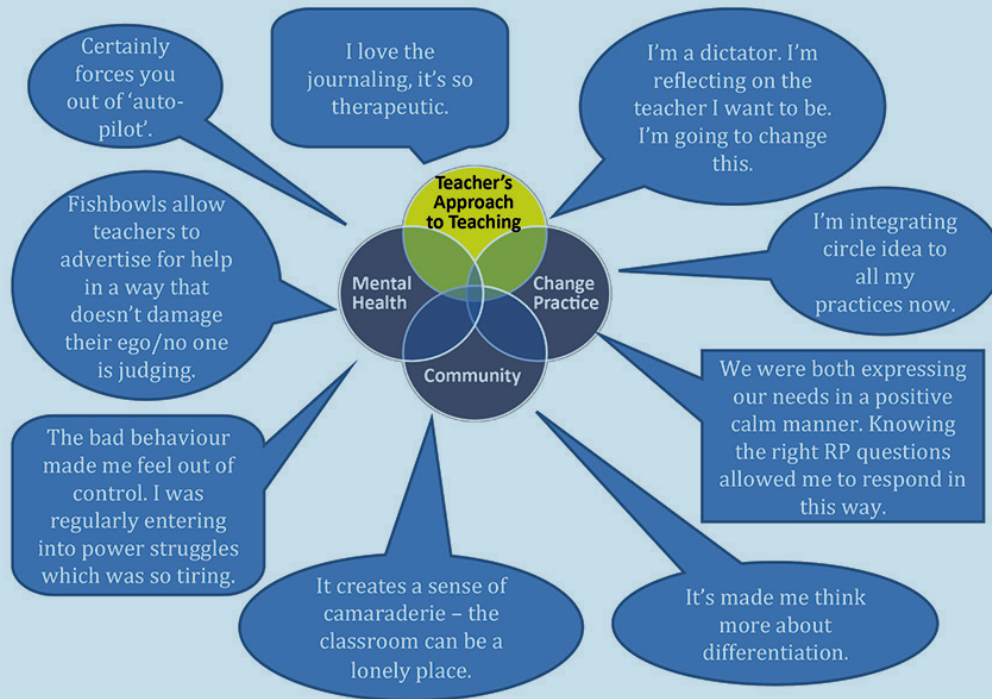 Certainly
forces you
out of ‘auto-
pilot’.
I love the
journaling, it’s so
therapeutic.
I’m a dictator. I’m
reflecting on the
teacher I want to be.
I’m going to change
this.
Fishbowls allow
teachers to
advertise for help
in a way that
doesn’t damage
their ego/no one
is judging.
Teacher’s
Approach
to Teaching
Mental
Health
Change
Practice
Community
I’m integrating
circle idea to
all my
practices now.
The bad behaviour
made me feel out of
control. I was
regularly entering
into power struggles
which was so tiring.
We were both expressing
our needs in a positive
calm manner. Knowing
the right RP questions
allowed me to respond in
this way.
It creates a sense of
camaraderie – the
classroom can be a
lonely place.
It’s made me think
more about
differentiation.